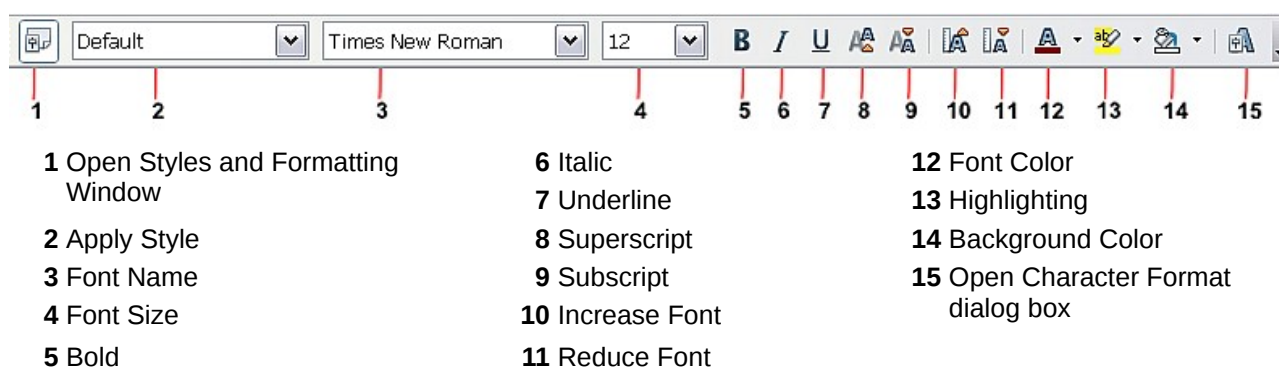 Default Times New Roman 12 B I U
1 2 3 4 5 6 7 8 9 10 11 12 13 14 15
1 Open Styles and Formatting
Window
2 Apply Style
3 Font Name
4 Font Size
5 Bold
6 Italic
7 Underline
8 Superscript
9 Subscript
10 Increase Font
11 Reduce Font
12 Font Color
13 Highlighting
14 Background Color
15 Open Character Format
dialog box